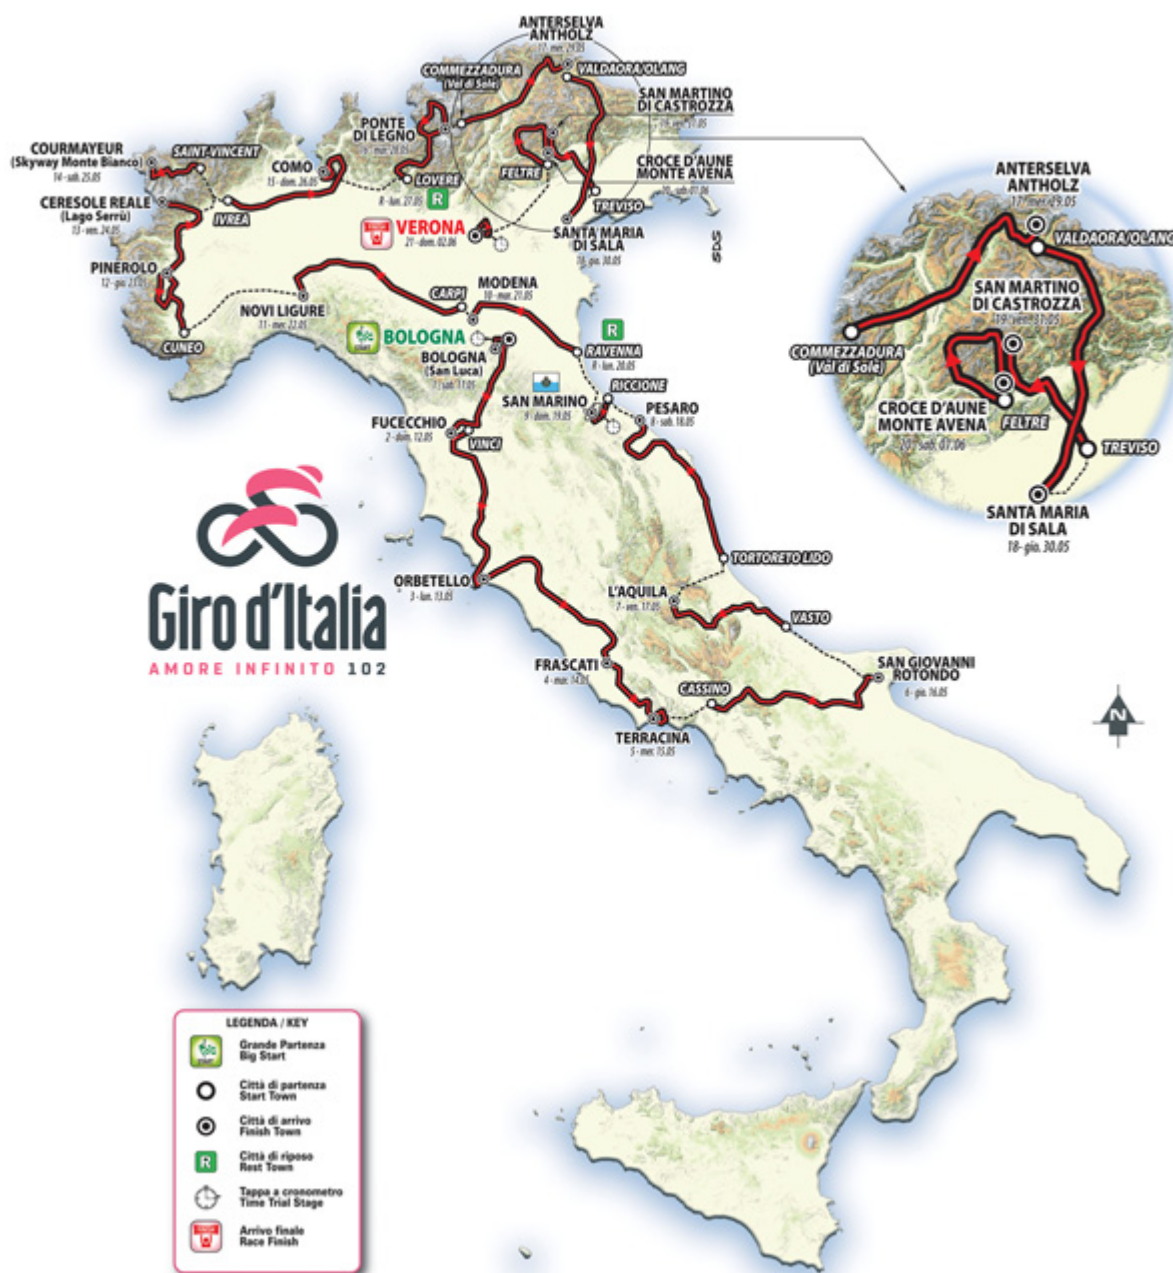 ANTERSELVA
ANTHOLZ
17- mer. 29.05
COMMEZZADURA
(Val di Sole)
VALDAORA/OLANG
SAN MARTINO
DI CASTROZZA
19- ven. 31.05
PONTE
DI LEGNO
COURMAYEUR
(Skyway Monte Bianco)
14 - sab. 25.05
SAINT-VINCENT
COMO
15 - dom. 26.05
CROCE D'AUNE
MONTE AVENA
FELTRE
LOVERE
R - lun. 27.05
R
CERESOLE REALE
(Lago Serrù)
13 - ven. 24.05
IVREA
TREVISO
VERONA
21 - dom. 02.06
SANTA MARIA
DI SALA
18- gio. 30.05
SDS
PINEROLO
12 - gio. 23.05
MODENA
10 - mar. 21.05
CARPI
NOVI LIGURE
11 - mer. 22.05
CUNEO
START
BOLOGNA
BOLOGNA
(San Luca)
1 - sab. 11.05
R
RAVENNA
R - lun. 20.05
RICCIONE
SAN MARINO
9 - dom. 19.05
PESARO
8 - sab. 18.05
FUCECCHIO
2 - dom. 12.05
VINCI
ANTERSELVA
ANTHOLZ
17- mer. 29.05
VALDAORA/OLANG
SAN MARTINO
DI CASTROZZA
19- ven. 31.05
COMMEZZADURA
(Val di Sole)
CROCE D'AUNE
MONTE AVENA
20 - sab. 01.06
FELTRE
TREVISO
SANTA MARIA
DI SALA
18- gio. 30.05
Giro d'Italia
AMORE INFINITO 102
ORBETELLO
3 - lun. 13.05
TORTORETO LIDO
L'AQUILA
7 - ven. 17.05
VASTO
FRASCATI
4 - mar. 14.05
CASSINO
SAN GIOVANNI
ROTONDO
6 - gio. 16.05
TERRACINA
5 - mer. 15.05
N
LEGENDA / KEY
Grande Partenza
Big Start
Città di partenza
Start Town
Città di arrivo
Finish Town
R
Città di riposo
Rest Town
Tappa a cronometro
Time Trial Stage
Arrivo finale
Race Finish